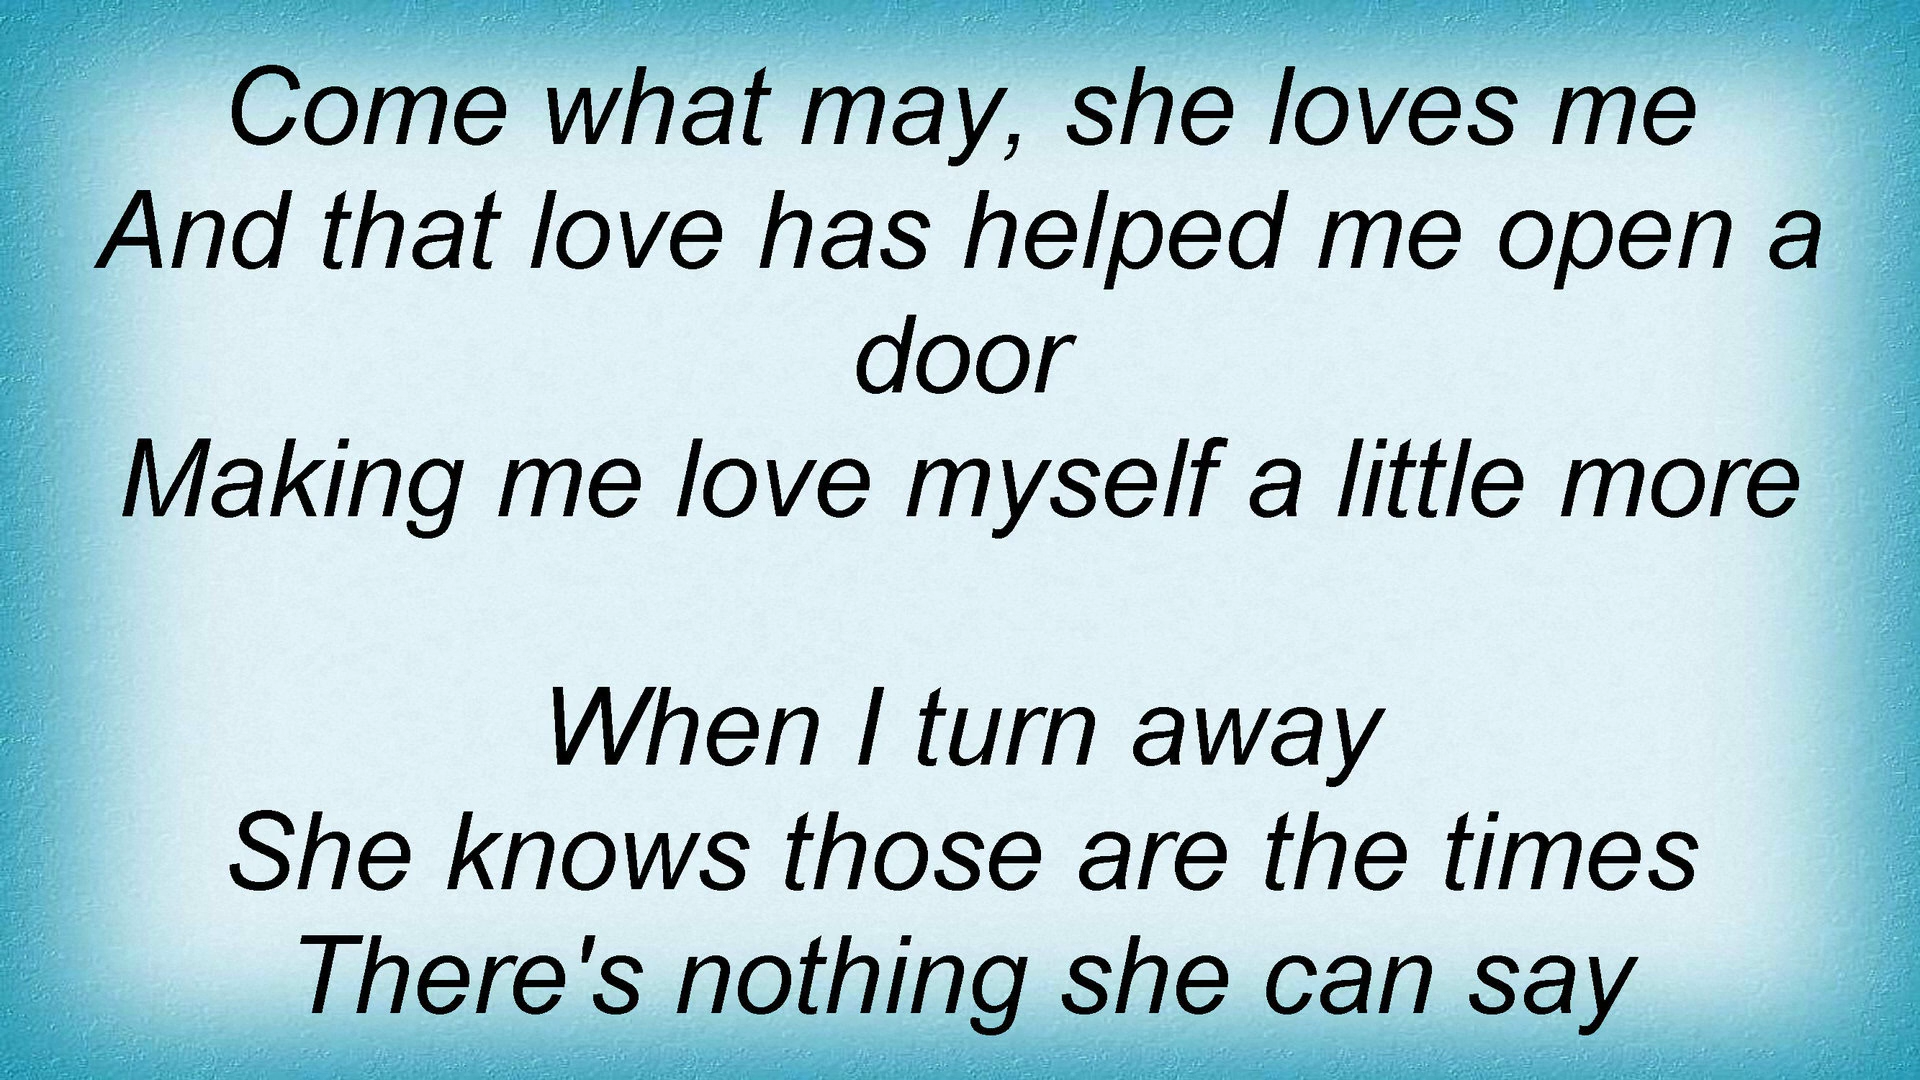 Come what may, she loves me
And that love has helped me open a
door
Making me love myself a little more

When I turn away
She knows those are the times
There's nothing she can say